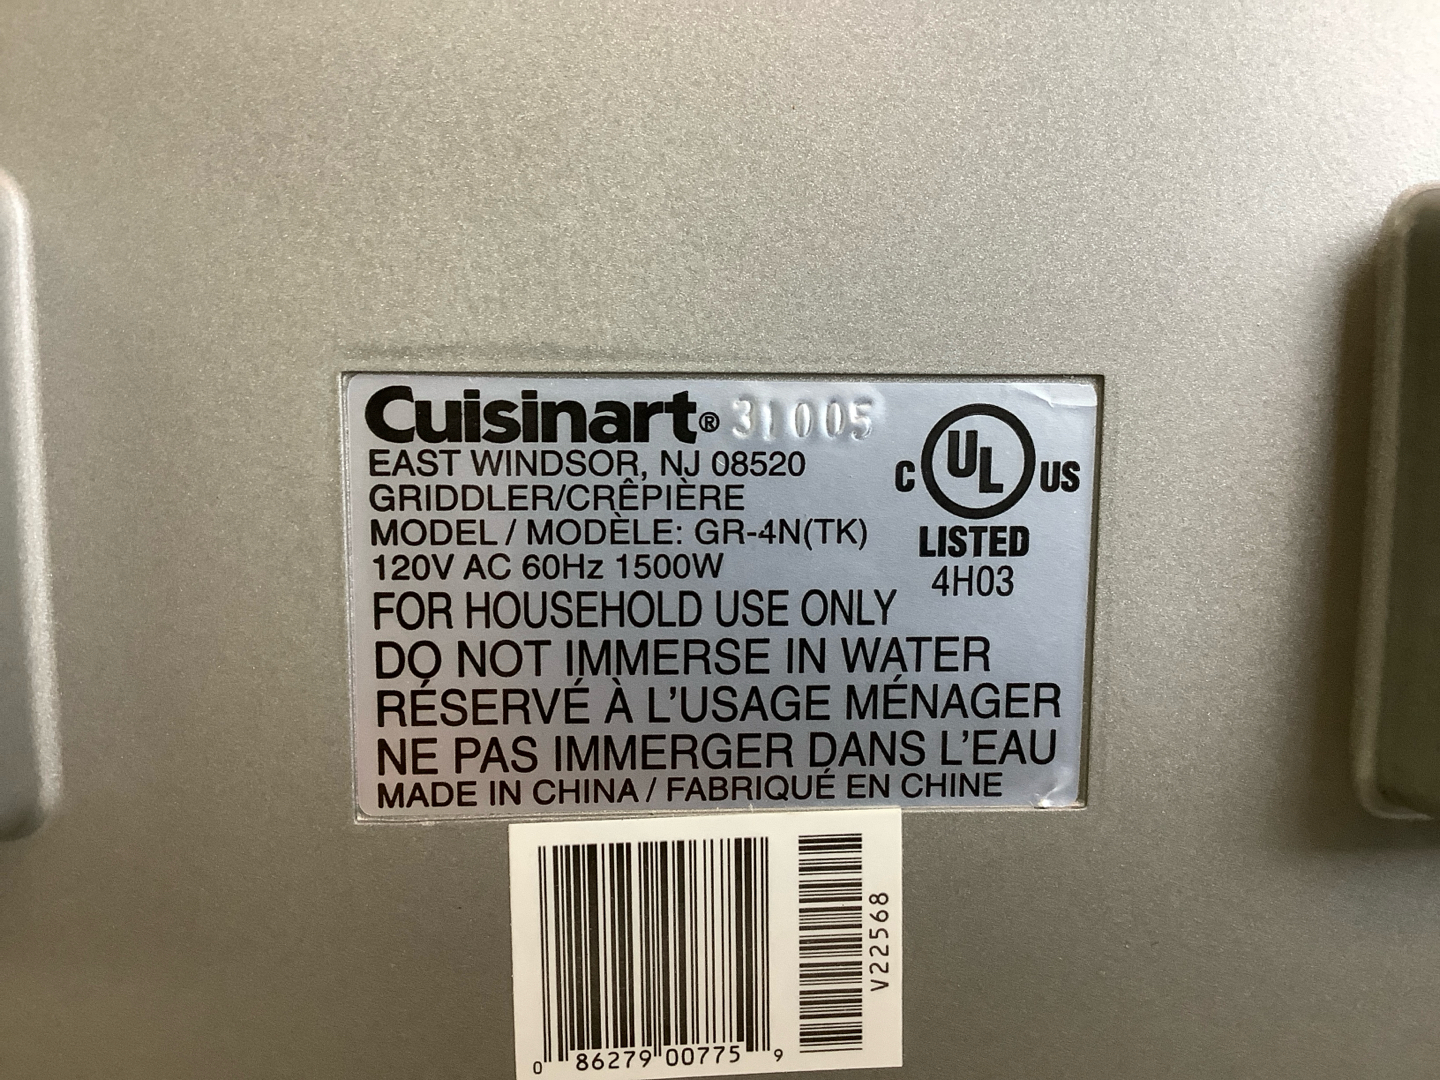 Cuisinart® 31005
EAST WINDSOR, NJ 08520
GRIDDLER/CRÊPIÈRE
MODEL / MODÈLE: GR-4N(TK)
120V AC 60Hz 1500W
FOR HOUSEHOLD USE ONLY
DO NOT IMMERSE IN WATER
RÉSERVÉ À L'USAGE MÉNAGER
NE PAS IMMERGER DANS L'EAU
MADE IN CHINA / FABRIQUÉ EN CHINE
C UL US
LISTED
4H03
0 86279 00775 9
V22568